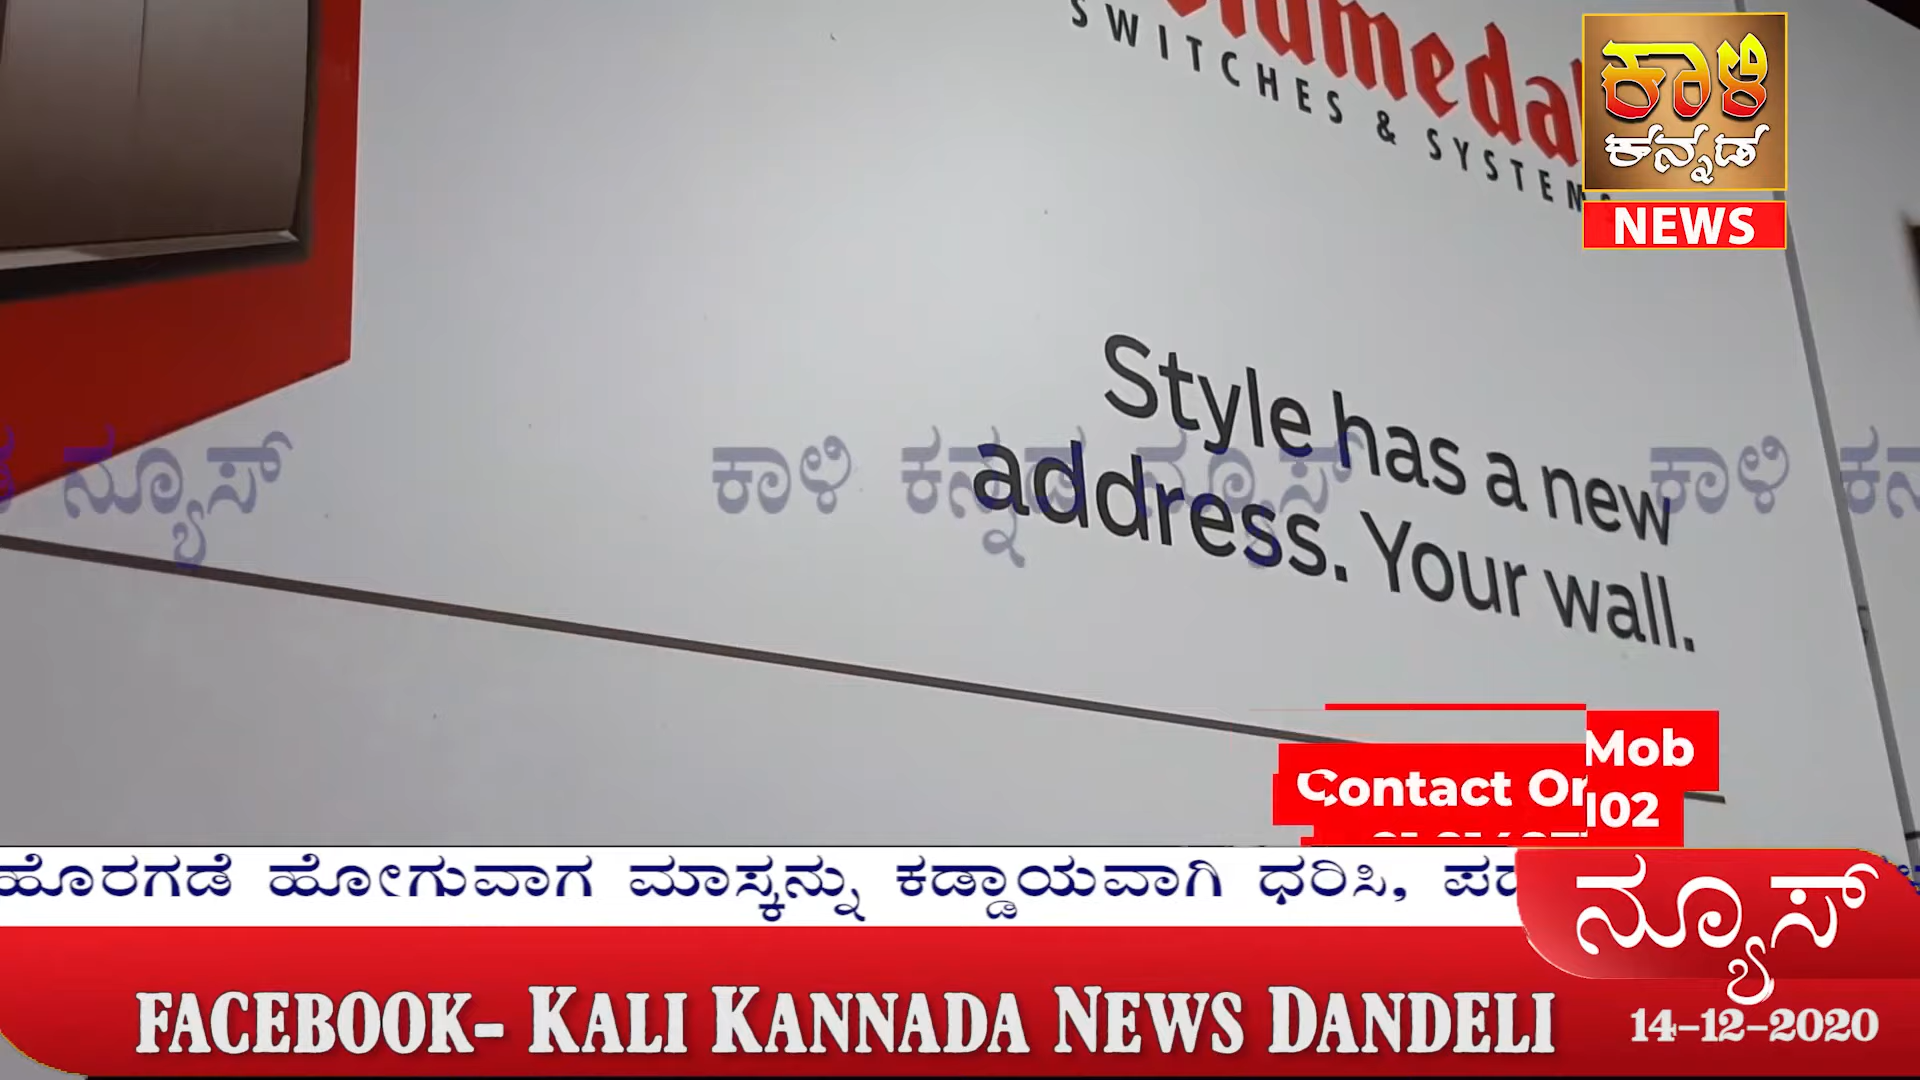 SWITCHES & SYSTEMS
ಕಾಳಿ
ಕನ್ನಡ
NEWS
Style has a new
address. Your wall.
ನ್ಯೂಸ್ ಕಾಳಿ ಕನ್ನಡ ನ್ಯೂಸ್ ಕಾಳಿ
Mob
Contact
ಹೊರಗಡೆ ಹೋಗುವಾಗ ಮಾಸ್ಕನ್ನು ಕಡ್ಡಾಯವಾಗಿ ಧರಿಸಿ,
ನ್ಯೂಸ್
FACEBOOK- KALI KANNADA NEWS DANDELI
14-12-2020